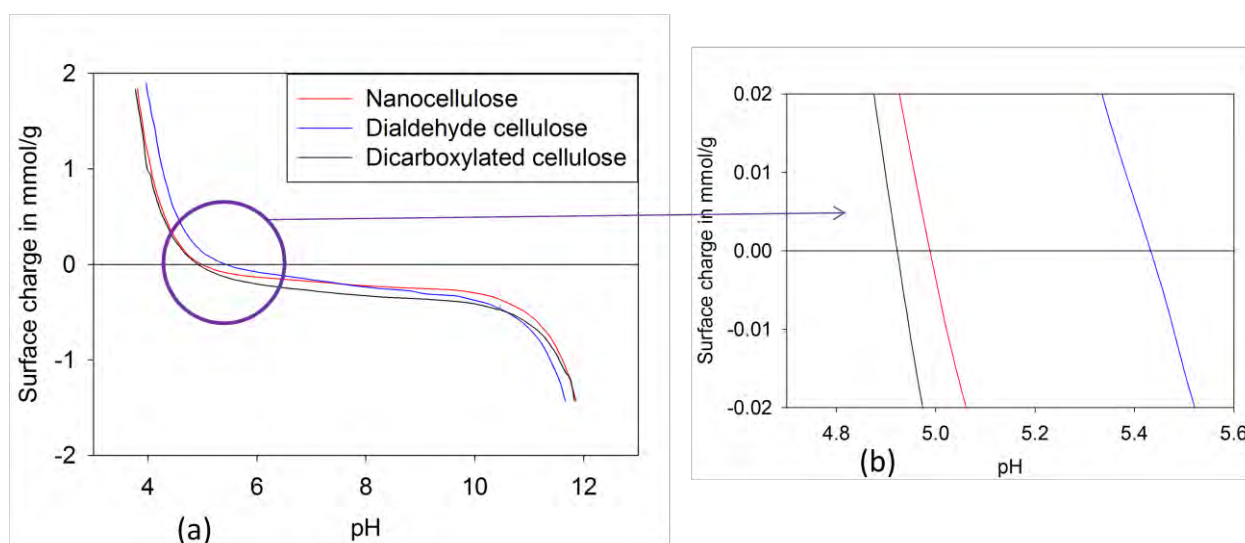 2
1
0
-1
-2
Surface charge in mmol/g
Nanocellulose
Dialdehyde cellulose
Dicarboxylated cellulose
4 6 8 10 12
(a) pH
0.02
0.01
0.00
-0.01
-0.02
Surface charge in mmol/g
4.8 5.0 5.2 5.4 5.6
(b) pH